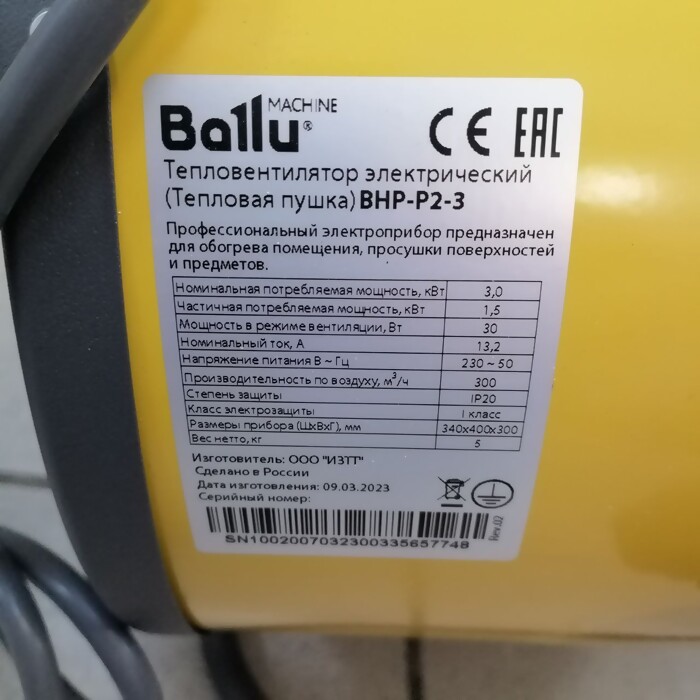 Ballu® MACHINE CE EAC
Тепловентилятор электрический
(Тепловая пушка) BHP-P2-3
Профессиональный электроприбор предназначен
для обогрева помещения, просушки поверхностей
и предметов.
Номинальная потребляемая мощность, кВт 3,0
Частичная потребляемая мощность, кВт 1,5
Мощность в режиме вентиляции, Вт 30
Номинальный ток, А 13,2
Напряжение питания В ~ Гц 230 ~ 50
Производительность по воздуху, м³/ч 300
Степень защиты IP20
Класс электрозащиты I класс
Размеры прибора (ШхВхГ), мм 340x400x300
Вес нетто, кг 5
Изготовитель: ООО "ИЗТТ"
Сделано в России
Дата изготовления: 09.03.2023
Серийный номер:
SN10020070323003356577​48
Rev.02